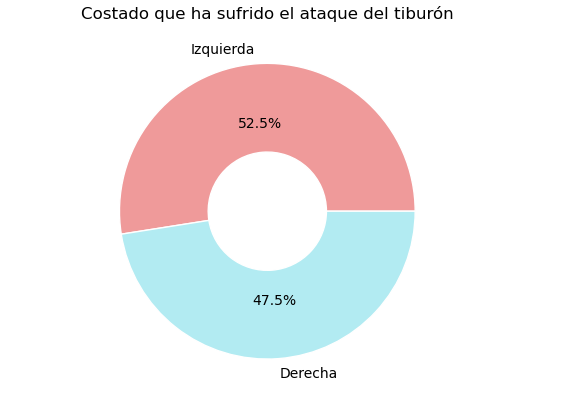 Costado que ha sufrido el ataque del tiburón
Izquierda
52.5%
47.5%
Derecha